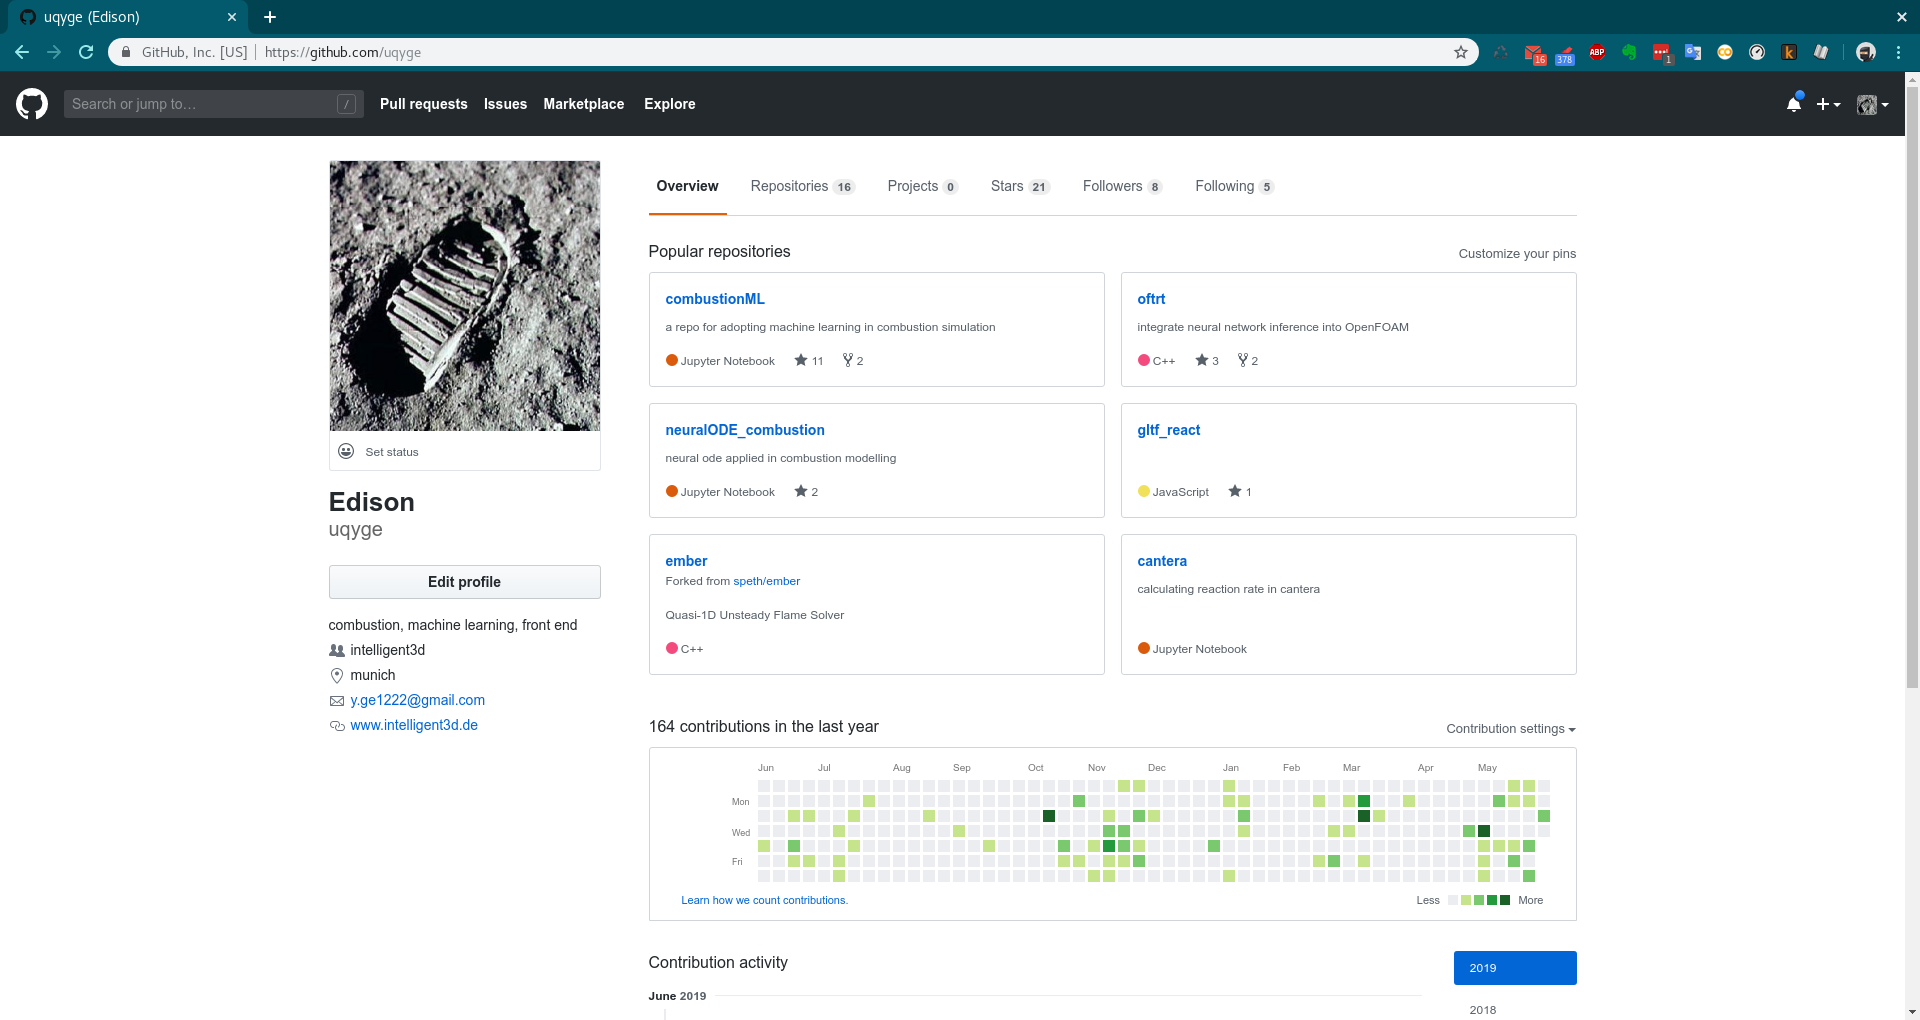 uqyge (Edison)
GitHub, Inc. [US] https://github.com/uqyge
16 378 ABP 1 k
Search or jump to… / Pull requests Issues Marketplace Explore
Overview Repositories 16 Projects 0 Stars 21 Followers 8 Following 5
Set status
Edison
uqyge
Edit profile
combustion, machine learning, front end
intelligent3d
munich
y.ge1222@gmail.com
www.intelligent3d.de
Popular repositories Customize your pins
combustionML
a repo for adopting machine learning in combustion simulation
Jupyter Notebook 11 2
oftrt
integrate neural network inference into OpenFOAM
C++ 3 2
neuralODE_combustion
neural ode applied in combustion modelling
Jupyter Notebook 2
gltf_react
JavaScript 1
ember
Forked from speth/ember
Quasi-1D Unsteady Flame Solver
C++
cantera
calculating reaction rate in cantera
Jupyter Notebook
164 contributions in the last year Contribution settings
Jun Jul Aug Sep Oct Nov Dec Jan Feb Mar Apr May
Mon
Wed
Fri
Learn how we count contributions. Less More
Contribution activity
2019
June 2019
2018